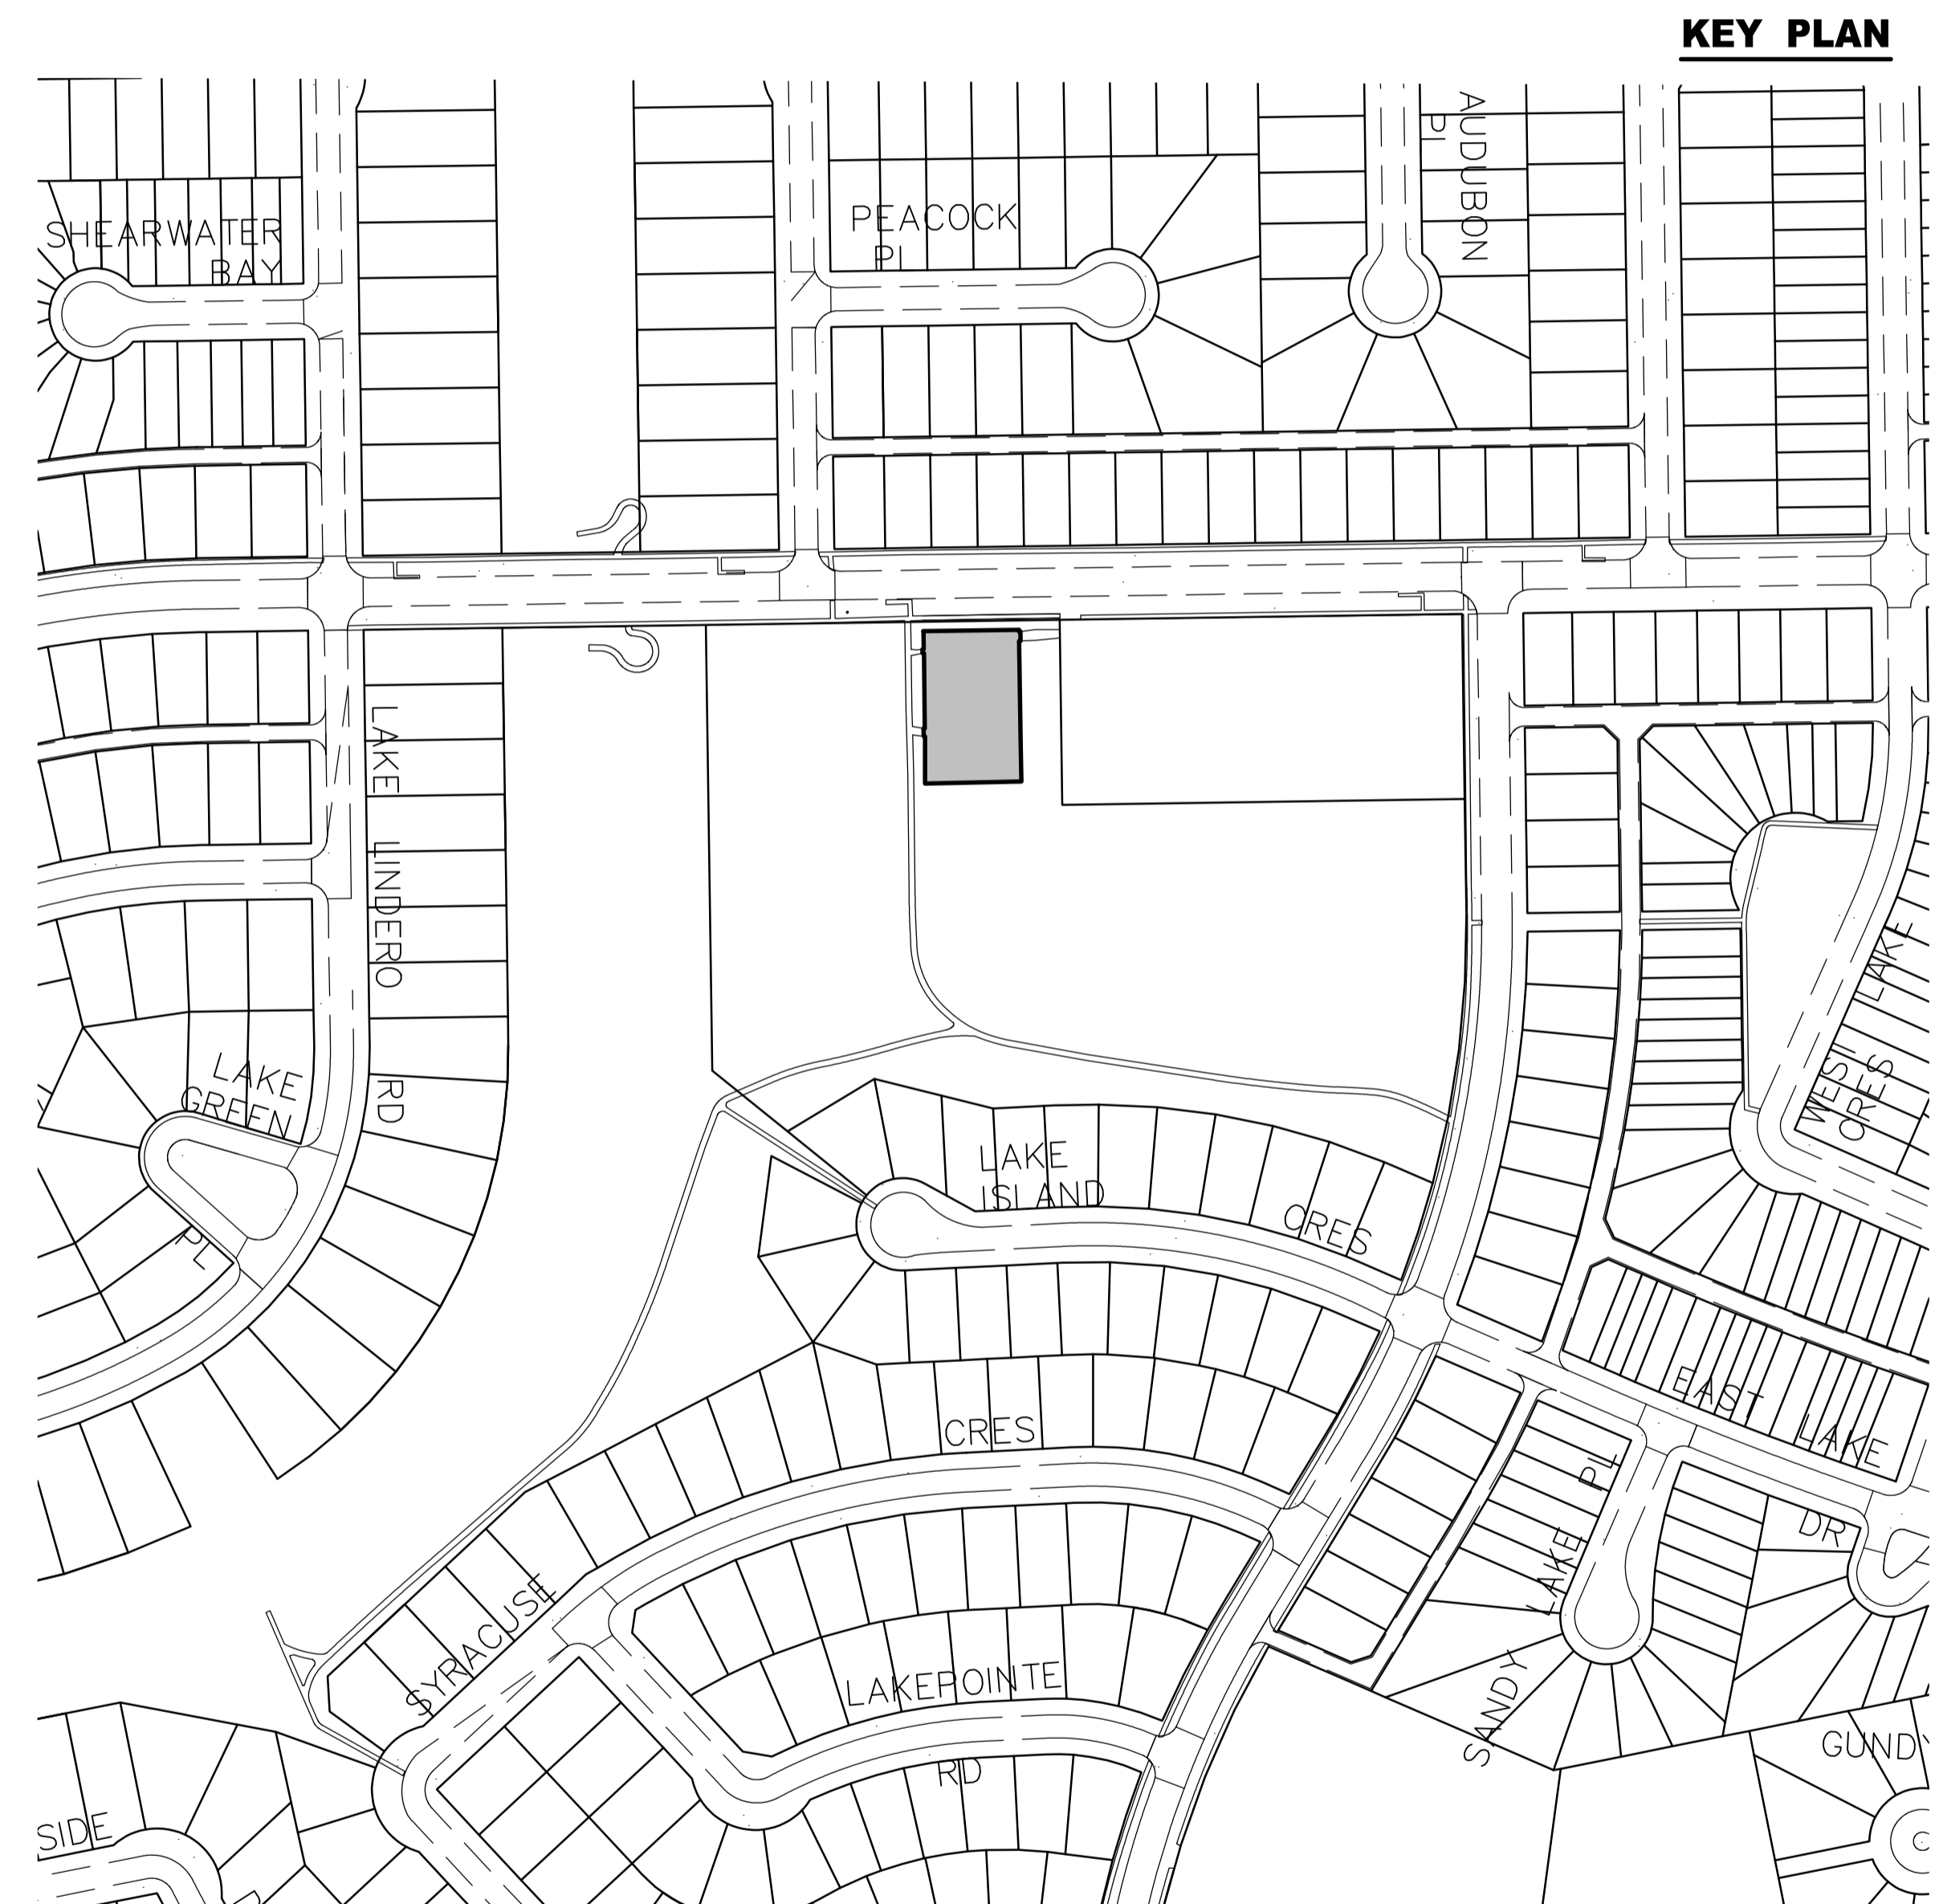 KEY PLAN
AUDUBON
PL
PEACOCK
PL
SHEARWATER
BAY
LAKE LINDERO RD
LAKE
GREEN
PL
LAKE
ISLAND
CRES
WEST LAKE
CRES
CRES
EAST LAKE
DR
SYRACUSE
LAKEPOINTE
RD
SANDY LAKE PL
GUNDY
SIDE